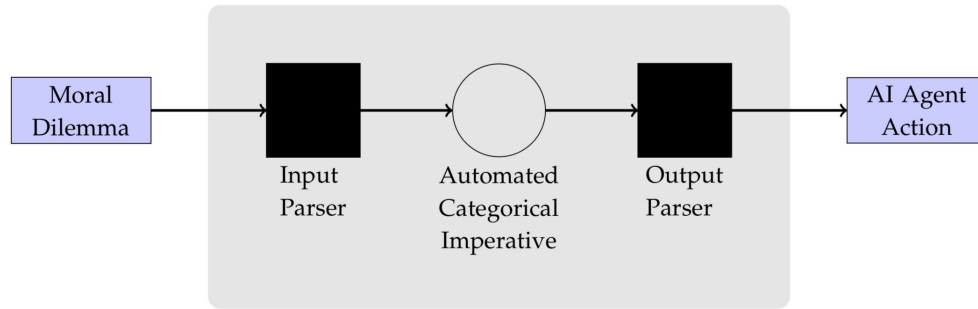 Moral
Dilemma
Input
Parser
Automated
Categorical
Imperative
Output
Parser
AI Agent
Action